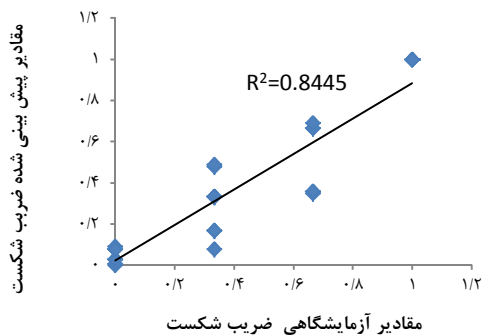 ۱/۲
۱
۰/۸
۰/۶
۰/۴
۰/۲
۰
مقادیر پیش بینی شده ضریب شکست
R²=0.8445
۰ ۰/۲ ۰/۴ ۰/۶ ۰/۸ ۱ ۱/۲
مقادیر آزمایشگاهی ضریب شکست